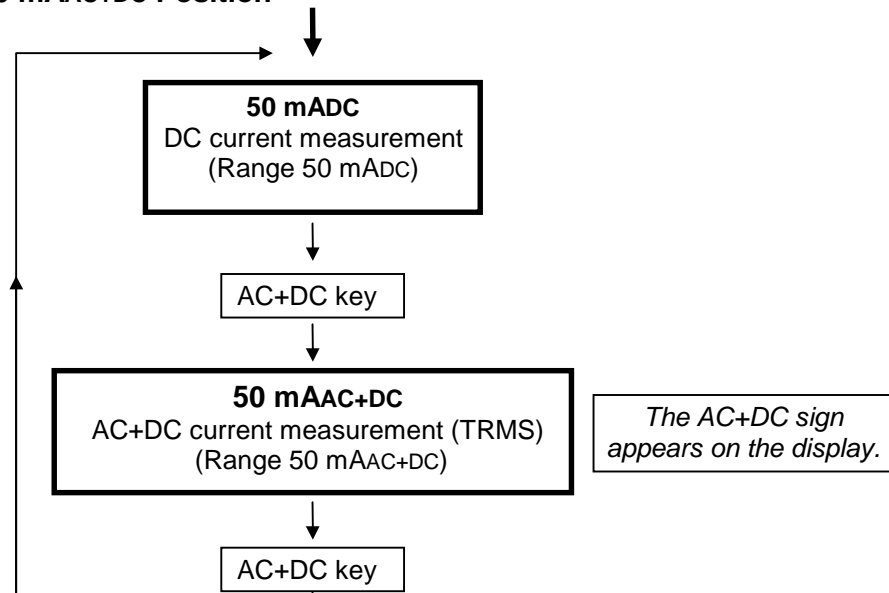 Position
50 mADC
DC current measurement
(Range 50 mADC)
AC+DC key
50 mAAC+DC
AC+DC current measurement (TRMS)
(Range 50 mAAC+DC)
The AC+DC sign
appears on the display.
AC+DC key